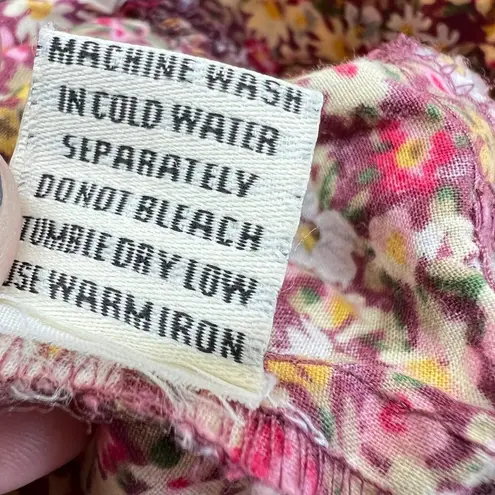 MACHINE WASH
IN COLD WATER
SEPARATELY
DO NOT BLEACH
TUMBLE DRY LOW
USE WARM IRON